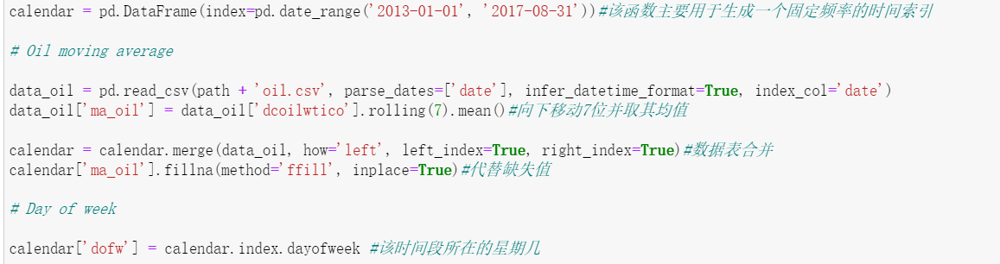 calendar = pd.DataFrame(index=pd.date_range('2013-01-01', '2017-08-31'))#该函数主要用于生成一个固定频率的时间索引
# Oil moving average
data_oil = pd.read_csv(path + 'oil.csv', parse_dates=['date'], infer_datetime_format=True, index_col='date')
data_oil['ma_oil'] = data_oil['dcoilwtico'].rolling(7).mean()#向下移动7位并取其均值
calendar = calendar.merge(data_oil, how='left', left_index=True, right_index=True)#数据表合并
calendar['ma_oil'].fillna(method='ffill', inplace=True)#代替缺失值
# Day of week
calendar['dofw'] = calendar.index.dayofweek #该时间段所在的星期几